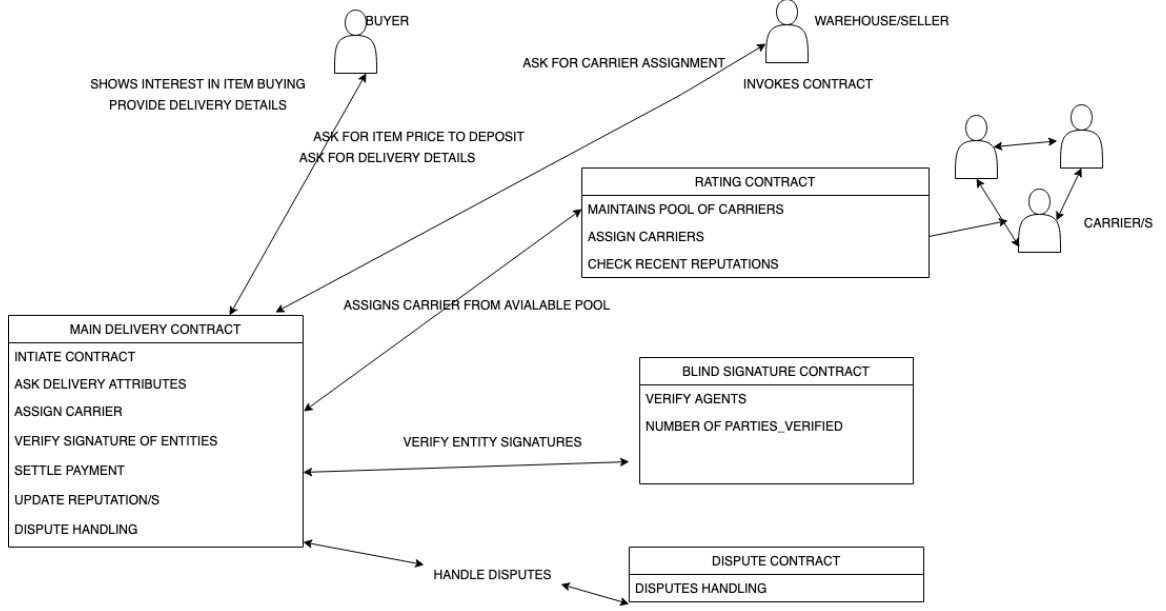 BUYER
WAREHOUSE/SELLER
ASK FOR CARRIER ASSIGNMENT
SHOWS INTEREST IN ITEM BUYING
PROVIDE DELIVERY DETAILS
INVOKES CONTRACT
ASK FOR ITEM PRICE TO DEPOSIT
ASK FOR DELIVERY DETAILS
RATING CONTRACT
MAINTAINS POOL OF CARRIERS
ASSIGN CARRIERS
CHECK RECENT REPUTATIONS
CARRIER/S
ASSIGNS CARRIER FROM AVIALABLE POOL
MAIN DELIVERY CONTRACT
INTIATE CONTRACT
ASK DELIVERY ATTRIBUTES
ASSIGN CARRIER
VERIFY SIGNATURE OF ENTITIES
SETTLE PAYMENT
UPDATE REPUTATION/S
DISPUTE HANDLING
BLIND SIGNATURE CONTRACT
VERIFY AGENTS
NUMBER OF PARTIES_VERIFIED
VERIFY ENTITY SIGNATURES
HANDLE DISPUTES
DISPUTE CONTRACT
DISPUTES HANDLING